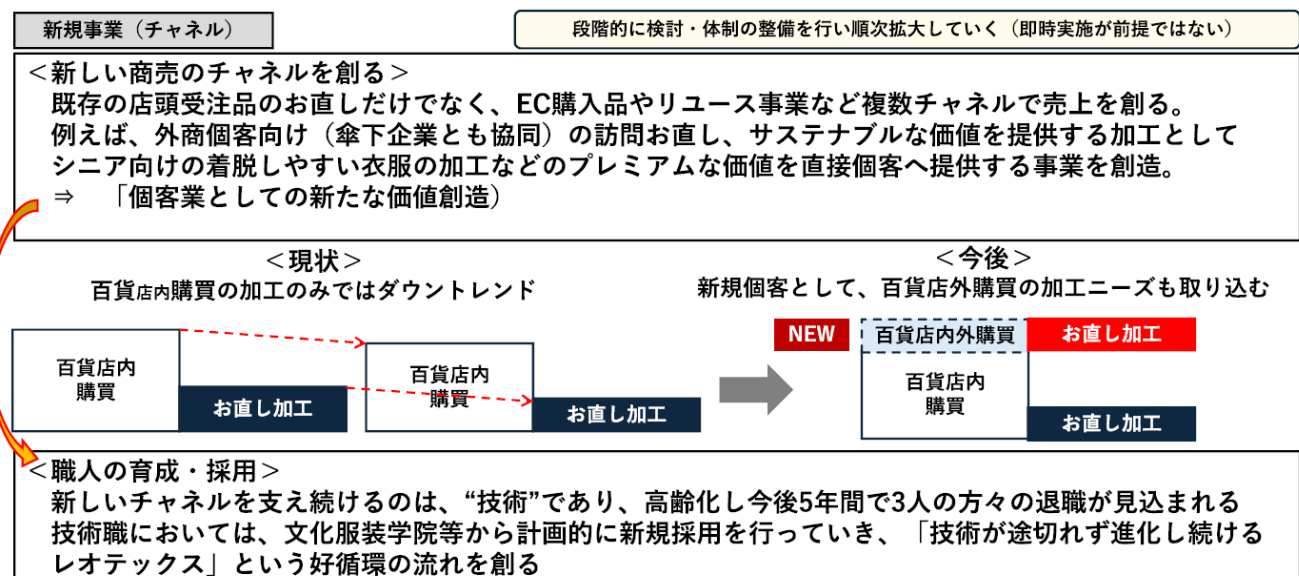 新規事業（チャネル）
段階的に検討・体制の整備を行い順次拡大していく（即時実施が前提ではない）
＜新しい商売のチャネルを創る＞
既存の店頭受注品のお直しだけでなく、EC購入品やリユース事業など複数チャネルで売上を創る。
例えば、外商個客向け（傘下企業とも協同）の訪問お直し、サステナブルな価値を提供する加工として
シニア向けの着脱しやすい衣服の加工などのプレミアムな価値を直接個客へ提供する事業を創造。
⇒　「個客業としての新たな価値創造）
＜現状＞
百貨店内購買の加工のみではダウントレンド
百貨店内
購買
お直し加工
百貨店内
購買
お直し加工
＜今後＞
新規個客として、百貨店外購買の加工ニーズも取り込む
NEW
百貨店内外購買
お直し加工
百貨店内
購買
お直し加工
＜職人の育成・採用＞
新しいチャネルを支え続けるのは、“技術”であり、高齢化し今後5年間で3人の方々の退職が見込まれる
技術職においては、文化服装学院等から計画的に新規採用を行っていき、「技術が途切れず進化し続ける
レオテックス」という好循環の流れを創る